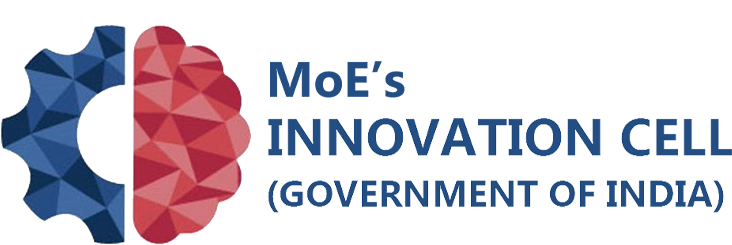 MoE’s
INNOVATION CELL
(GOVERNMENT OF INDIA)